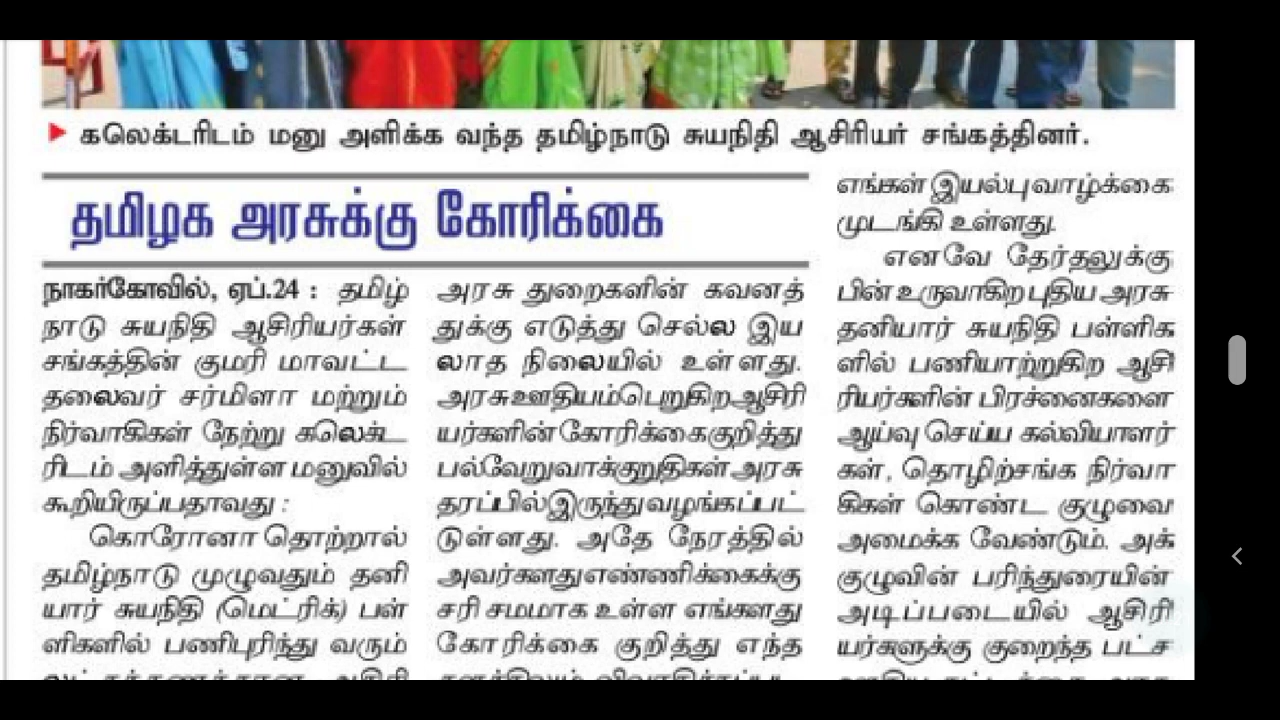 கலெக்டரிடம் மனு அளிக்க வந்த தமிழ்நாடு சுயநிதி ஆசிரியர் சங்கத்தினர்.
தமிழக அரசுக்கு கோரிக்கை
நாகர்கோவில், ஏப்.24 : தமிழ்
நாடு சுயநிதி ஆசிரியர்கள்
சங்கத்தின் குமரி மாவட்ட
தலைவர் சர்மிளா மற்றும்
நிர்வாகிகள் நேற்று கலெக்ட
ரிடம் அளித்துள்ள மனுவில்
கூறியிருப்பதாவது :
கொரோனா தொற்றால்
தமிழ்நாடு முழுவதும் தனி
யார் சுயநிதி (மெட்ரிக்) பள்
ளிகளில் பணிபுரிந்து வரும்
அரசு துறைகளின் கவனத்
துக்கு எடுத்து செல்ல இய
லாத நிலையில் உள்ளது.
அரசு ஊதியம் பெறுகிற ஆசிரி
யர்களின் கோரிக்கை குறித்து
பல்வேறு வாக்குறுதிகள் அரசு
தரப்பில் இருந்து வழங்கப்பட்
டுள்ளது. அதே நேரத்தில்
அவர்களது எண்ணிக்கைக்கு
சரி சமமாக உள்ள எங்களது
கோரிக்கை குறித்து எந்த
எங்கள் இயல்பு வாழ்க்கை
முடங்கி உள்ளது.
எனவே தேர்தலுக்கு
பின் உருவாகிற புதிய அரசு
தனியார் சுயநிதி பள்ளிக
ளில் பணியாற்றுகிற ஆசி
ரியர்களின் பிரச்னைகளை
ஆய்வு செய்ய கல்வியாளர்
கள், தொழிற்சங்க நிர்வா
கிகள் கொண்ட குழுவை
அமைக்க வேண்டும். அக்
குழுவின் பரிந்துரையின்
அடிப்படையில் ஆசிரி
யர்களுக்கு குறைந்த பட்ச